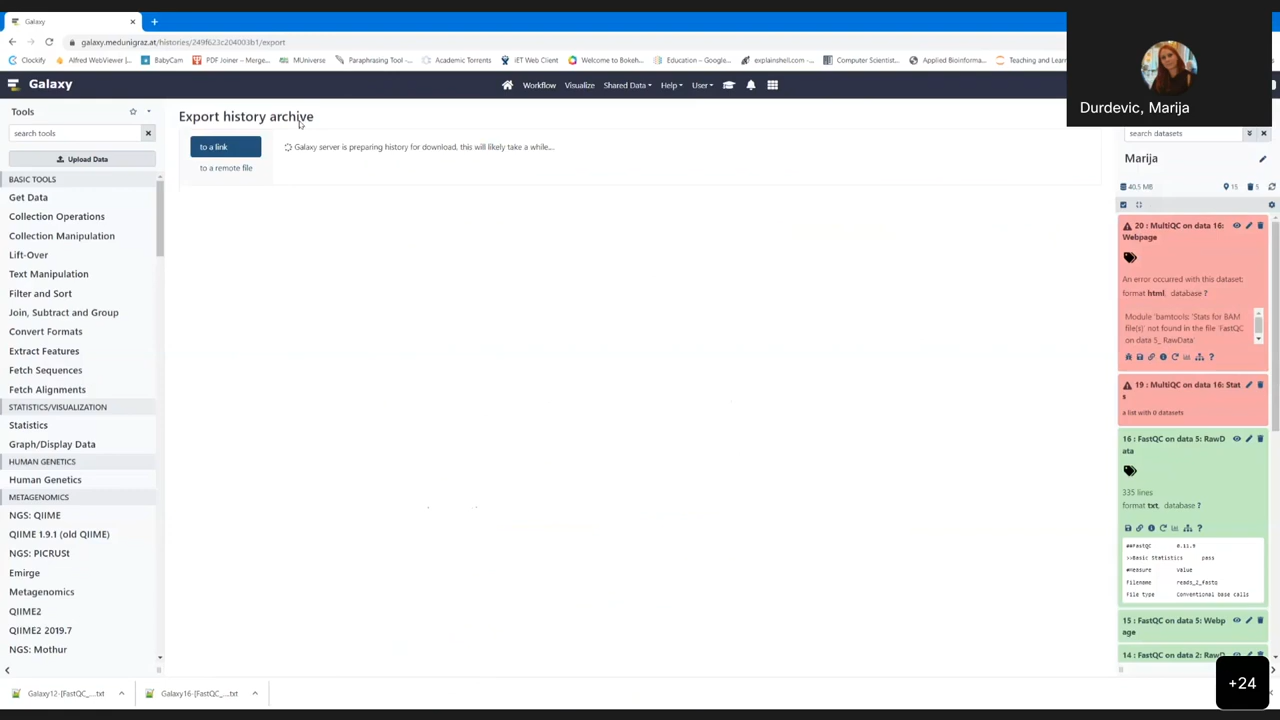 Galaxy
galaxy.medunigraz.at/histories/249f623c204003b1/export
Clockify
Alfred WebViewer |...
BabyCam
PDF Joiner – Merge...
MUniverse
Paraphrasing Tool -...
Academic Torrents
iET Web Client
Welcome to Bokeh...
Education – Google...
explainshell.com -...
Computer Scientist...
Applied Bioinforma...
Teaching and Learn
Durdevic, Marija
Galaxy
Workflow
Visualize
Shared Data
Help
User
Tools
search tools
Upload Data
BASIC TOOLS
Get Data
Collection Operations
Collection Manipulation
Lift-Over
Text Manipulation
Filter and Sort
Join, Subtract and Group
Convert Formats
Extract Features
Fetch Sequences
Fetch Alignments
STATISTICS/VISUALIZATION
Statistics
Graph/Display Data
HUMAN GENETICS
Human Genetics
METAGENOMICS
NGS: QIIME
QIIME 1.9.1 (old QIIME)
NGS: PICRUSt
Emirge
Metagenomics
QIIME2
QIIME2 2019.7
NGS: Mothur
Export history archive
to a link
Galaxy server is preparing history for download, this will likely take a while...
to a remote file
search datasets
Marija
40,5 MB
15
5
20 : MultiQC on data 16:
Webpage
An error occurred with this dataset:
format html, database ?
Module 'bamtools: 'Stats for BAM
file(s)' not found in the file 'FastQC
on data 5_ RawData'
19 : MultiQC on data 16: Stat
s
a list with 0 datasets
16 : FastQC on data 5: RawD
ata
335 lines
format txt, database ?
##FastQC 0.11.9
>>Basic Statistics pass
#Measure Value
Filename reads_2_fastq
File type Conventional base calls
15 : FastQC on data 5: Webp
age
14 : FastQC on data 2: RawD
Galaxy12-[FastQC_....txt
Galaxy16-[FastQC_....txt
+24